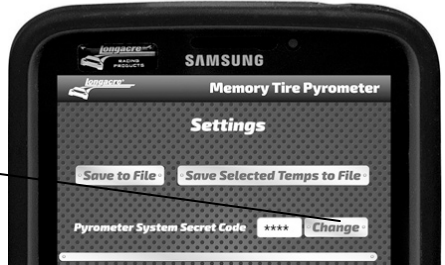 Longacre
RACING
PRODUCTS
SAMSUNG
Longacre
Memory Tire Pyrometer
Settings
Save to File
Save Selected Temps to File
Pyrometer System Secret Code **** Change